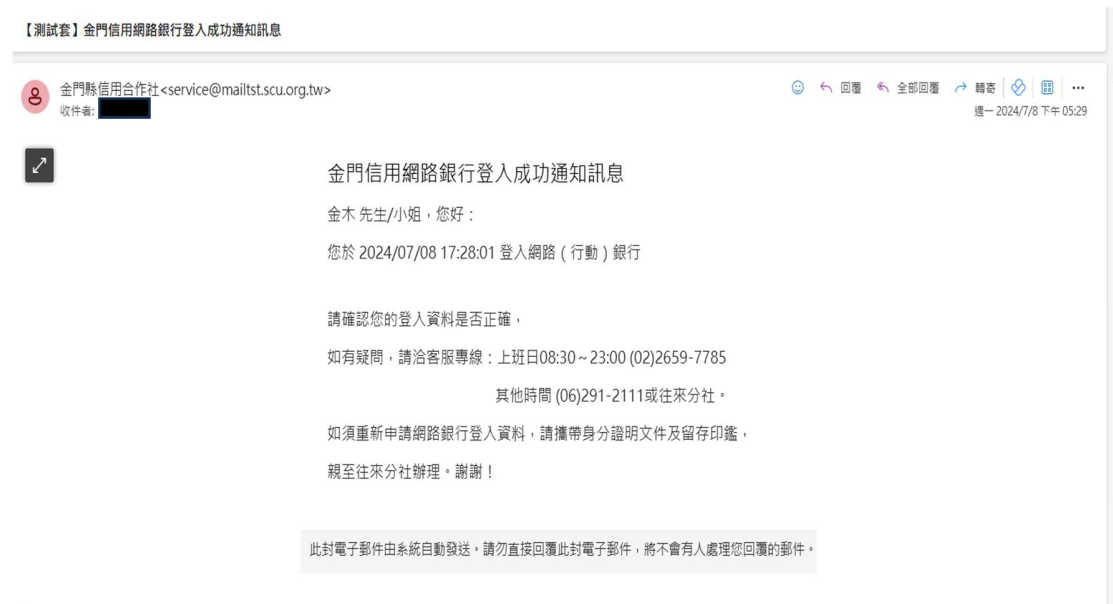 【測試套】金門信用網路銀行登入成功通知訊息
金門縣信用合作社<service@mailtst.scu.org.tw>
回覆 全部回覆 轉寄
收件者:
週一 2024/7/8 下午 05:29
金門信用網路銀行登入成功通知訊息
金木 先生/小姐，您好：
您於 2024/07/08 17:28:01 登入網路（行動）銀行
請確認您的登入資料是否正確，
如有疑問，請洽客服專線：上班日08:30～23:00 (02)2659-7785
其他時間 (06)291-2111或往來分社。
如須重新申請網路銀行登入資料，請攜帶身分證明文件及留存印鑑，
親至往來分社辦理。謝謝！
此封電子郵件由系統自動發送。請勿直接回覆此封電子郵件，將不會有人處理您回覆的郵件。